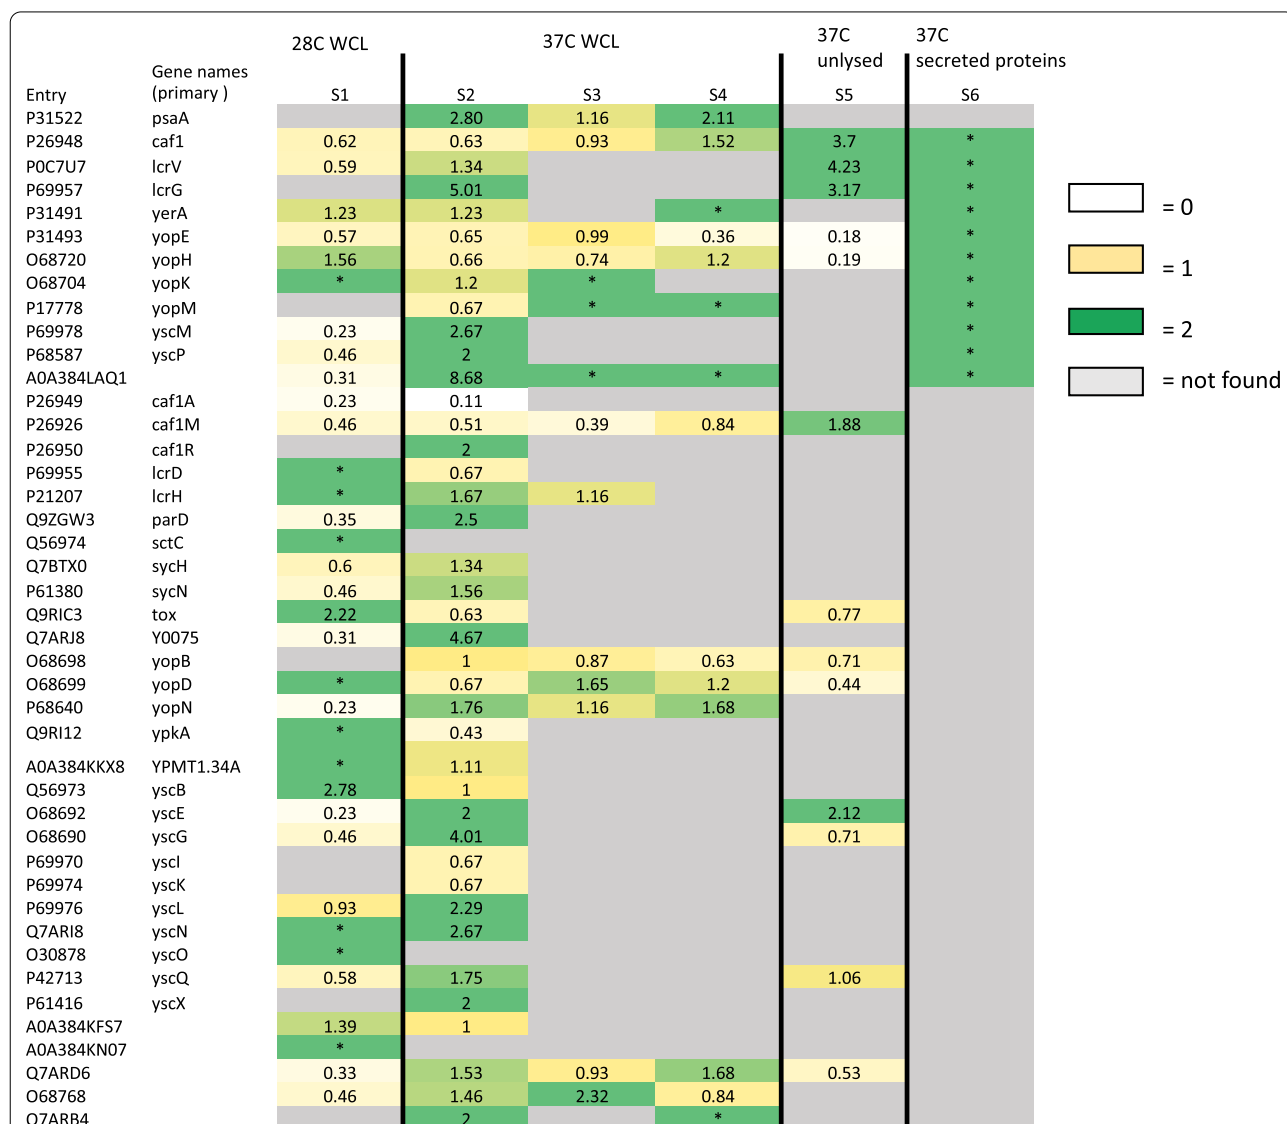 28C WCL 37C WCL 37C unlysed 37C secreted proteins
Entry Gene names (primary ) S1 S2 S3 S4 S5 S6
P31522 psaA 2.80 1.16 2.11
P26948 caf1 0.62 0.63 0.93 1.52 3.7 *
P0C7U7 lcrV 0.59 1.34 4.23 *
P69957 lcrG 5.01 3.17 *
P31491 yerA 1.23 1.23 * *
P31493 yopE 0.57 0.65 0.99 0.36 0.18 *
O68720 yopH 1.56 0.66 0.74 1.2 0.19 *
O68704 yopK * 1.2 * *
P17778 yopM 0.67 * * *
P69978 yscM 0.23 2.67 *
P68587 yscP 0.46 2 *
A0A384LAQ1 0.31 8.68 * * *
P26949 caf1A 0.23 0.11
P26926 caf1M 0.46 0.51 0.39 0.84 1.88
P26950 caf1R 2
P69955 lcrD * 0.67
P21207 lcrH * 1.67 1.16
Q9ZGW3 parD 0.35 2.5
Q56974 sctC *
Q7BTX0 sycH 0.6 1.34
P61380 sycN 0.46 1.56
Q9RIC3 tox 2.22 0.63 0.77
Q7ARJ8 Y0075 0.31 4.67
O68698 yopB 1 0.87 0.63 0.71
O68699 yopD * 0.67 1.65 1.2 0.44
P68640 yopN 0.23 1.76 1.16 1.68
Q9RI12 ypkA * 0.43
A0A384KKX8 YPMT1.34A * 1.11
Q56973 yscB 2.78 1
O68692 yscE 0.23 2 2.12
O68690 yscG 0.46 4.01 0.71
P69970 yscI 0.67
P69974 yscK 0.67
P69976 yscL 0.93 2.29
Q7ARI8 yscN * 2.67
O30878 yscO *
P42713 yscQ 0.58 1.75 1.06
P61416 yscX 2
A0A384KFS7 1.39 1
A0A384KN07 *
Q7ARD6 0.33 1.53 0.93 1.68 0.53
O68768 0.46 1.46 2.32 0.84
Q7ARB4 2 *
= 0
= 1
= 2
= not found